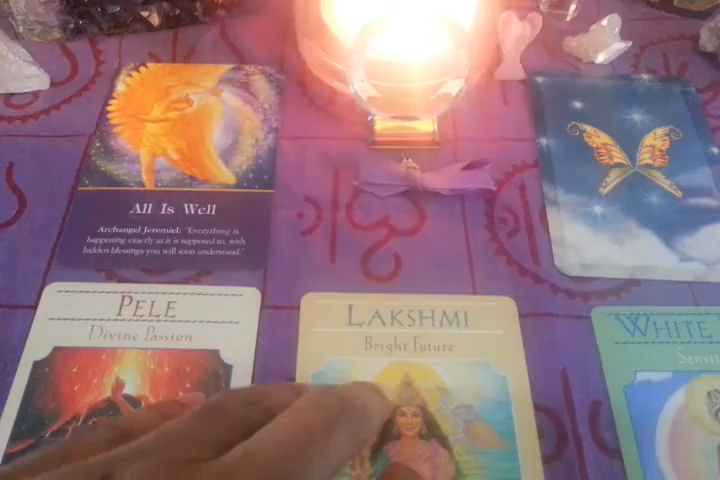 All Is Well
Archangel Jeremiel: "Everything is
happening exactly as it is supposed to, with
hidden blessings you will soon understand."
PELE
Divine Passion
LAKSHMI
Bright Future
WHITE